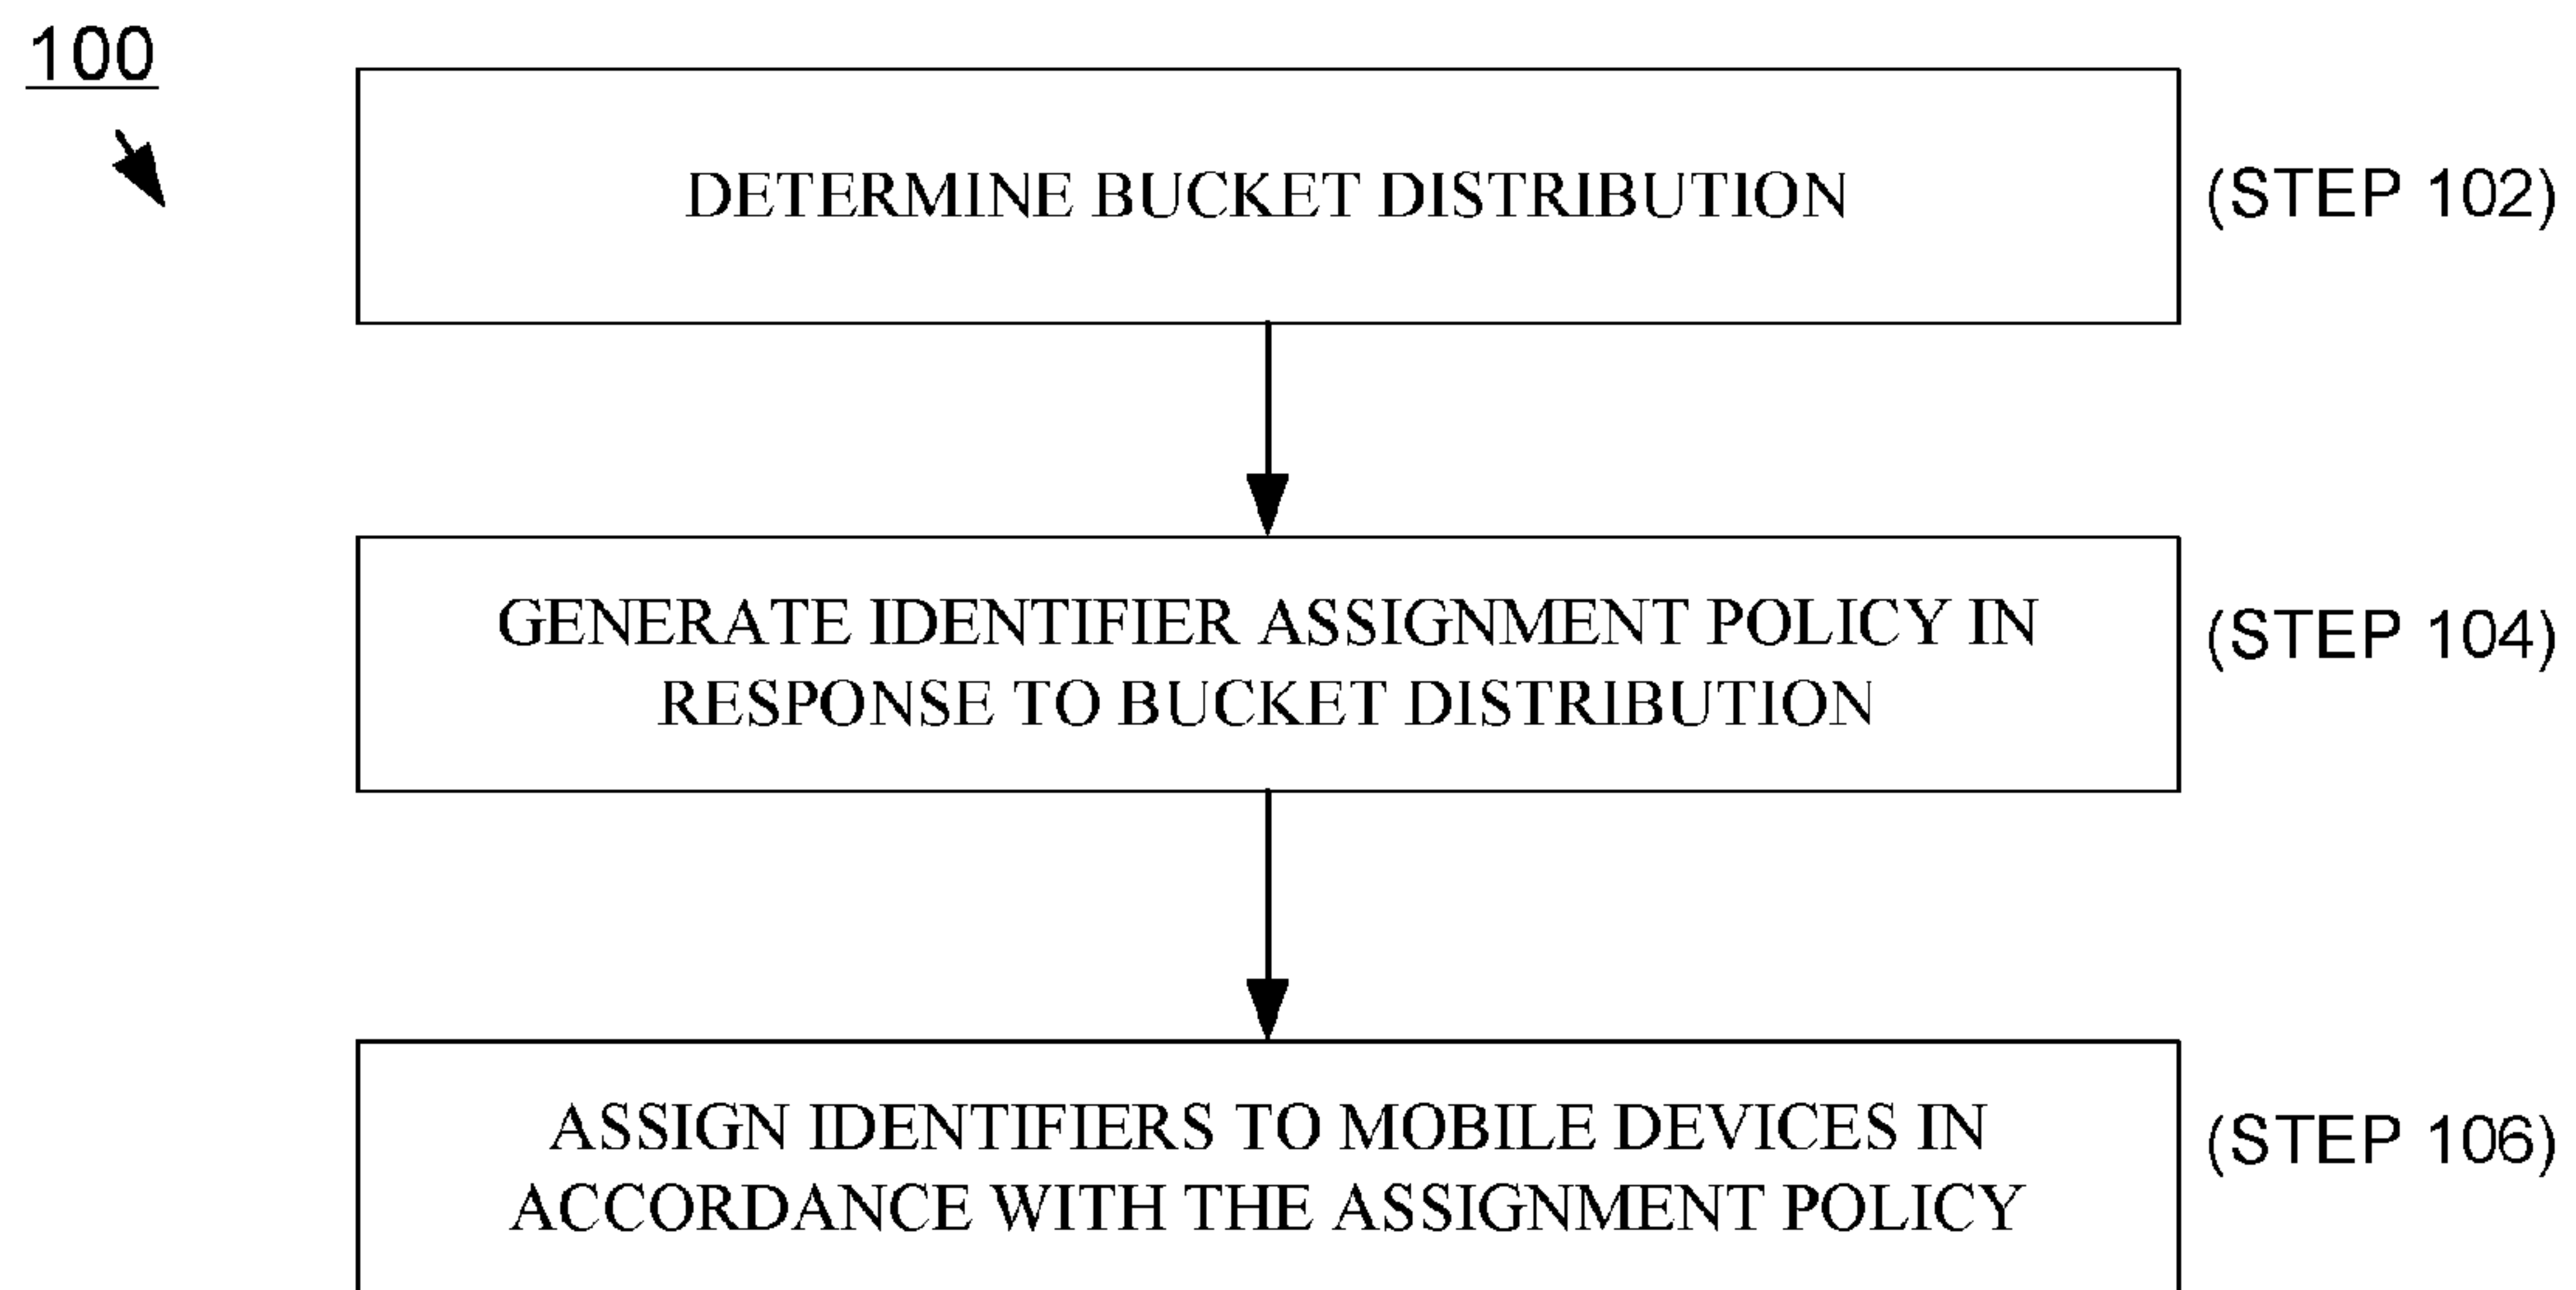 100
DETERMINE BUCKET DISTRIBUTION
(STEP 102)
GENERATE IDENTIFIER ASSIGNMENT POLICY IN
RESPONSE TO BUCKET DISTRIBUTION
(STEP 104)
ASSIGN IDENTIFIERS TO MOBILE DEVICES IN
ACCORDANCE WITH THE ASSIGNMENT POLICY
(STEP 106)